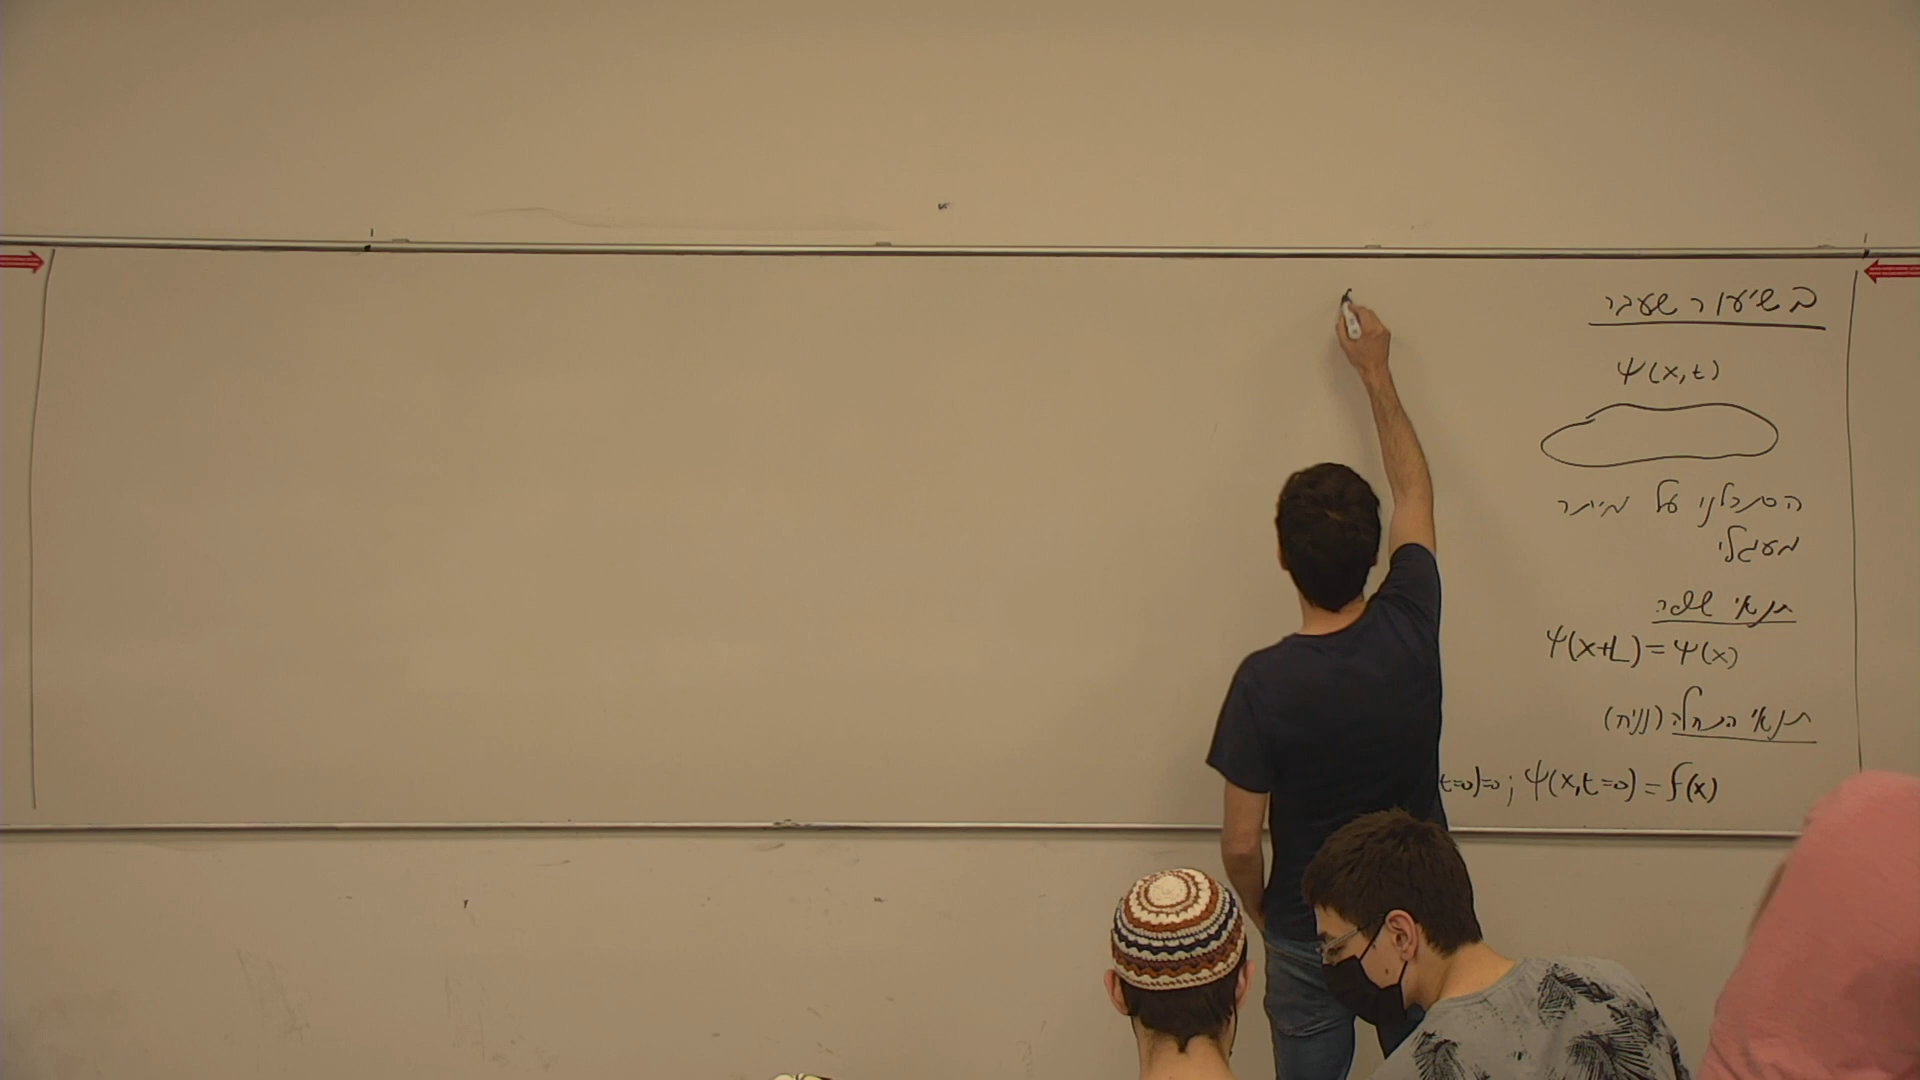 בשיעור שעבר
ψ(x,t)
הסתכלנו על מיתר
מעגלי
תנאי שפה
ψ(x+L)=ψ(x)
תנאי התחלה (נניח)
t=0)=0; ψ(x,t=0)=f(x)